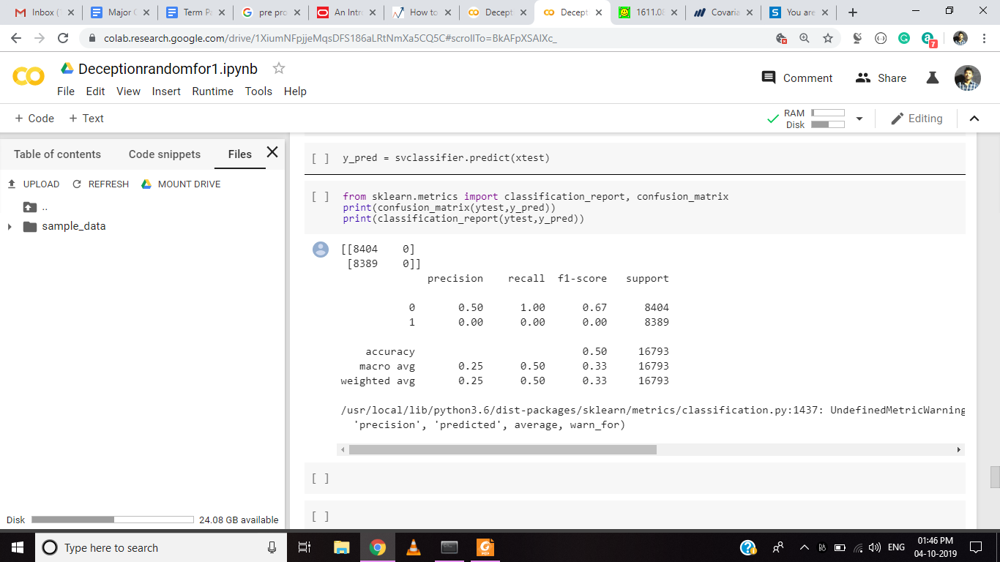 Inbox (
Major C
Term Pa
pre pro
An Intro
How to
Decept
Decept
1611.08
Covaria
You are
colab.research.google.com/drive/1XiumNFpjjeMqsDFS186aLRtNmXa5CQ5C#scrollTo=BkAFpXSAlXc_
7
Deceptionrandomfor1.ipynb
File Edit View Insert Runtime Tools Help
Comment
Share
+ Code + Text
RAM
Disk
Editing
Table of contents Code snippets Files
UPLOAD REFRESH MOUNT DRIVE
..
sample_data
Disk 24.08 GB available
[ ] y_pred = svclassifier.predict(xtest)
[ ] from sklearn.metrics import classification_report, confusion_matrix
print(confusion_matrix(ytest,y_pred))
print(classification_report(ytest,y_pred))
[[8404 0]
[8389 0]]
precision recall f1-score support
0 0.50 1.00 0.67 8404
1 0.00 0.00 0.00 8389
accuracy 0.50 16793
macro avg 0.25 0.50 0.33 16793
weighted avg 0.25 0.50 0.33 16793
/usr/local/lib/python3.6/dist-packages/sklearn/metrics/classification.py:1437: UndefinedMetricWarning
'precision', 'predicted', average, warn_for)
[ ]
[ ]
Type here to search
ENG
01:46 PM
04-10-2019